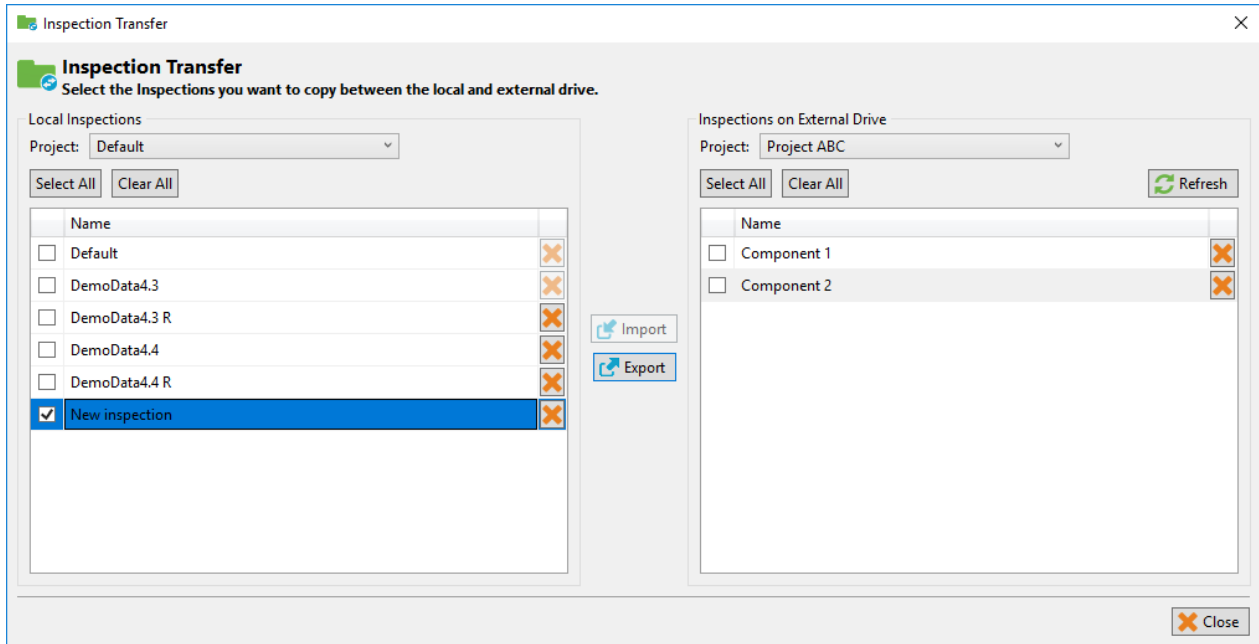 Inspection Transfer
Inspection Transfer
Select the Inspections you want to copy between the local and external drive.
Local Inspections
Project: Default
Select All Clear All
Name
Default
DemoData4.3
DemoData4.3 R
DemoData4.4
DemoData4.4 R
New inspection
Import
Export
Inspections on External Drive
Project: Project ABC
Select All Clear All Refresh
Name
Component 1
Component 2
Close